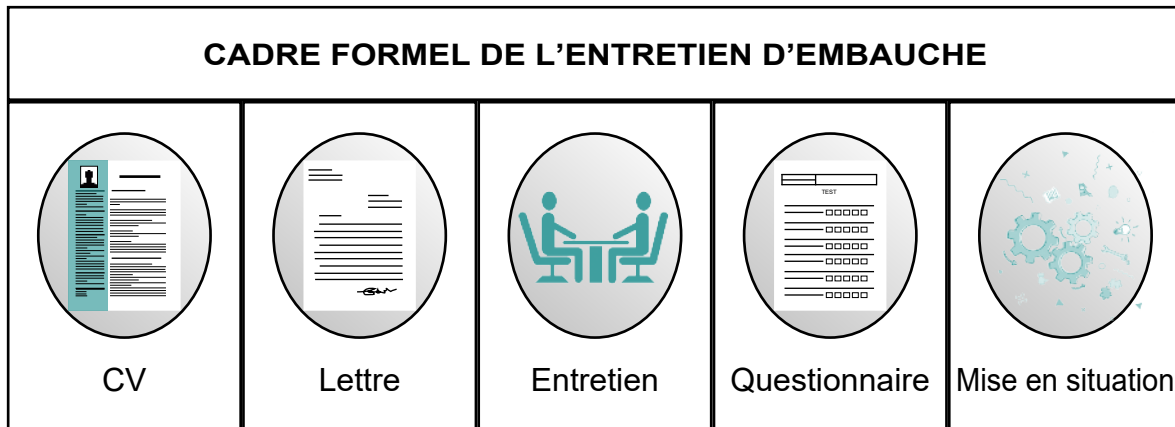 CADRE FORMEL DE L’ENTRETIEN D’EMBAUCHE
TEST
CV
Lettre
Entretien
Questionnaire
Mise en situation